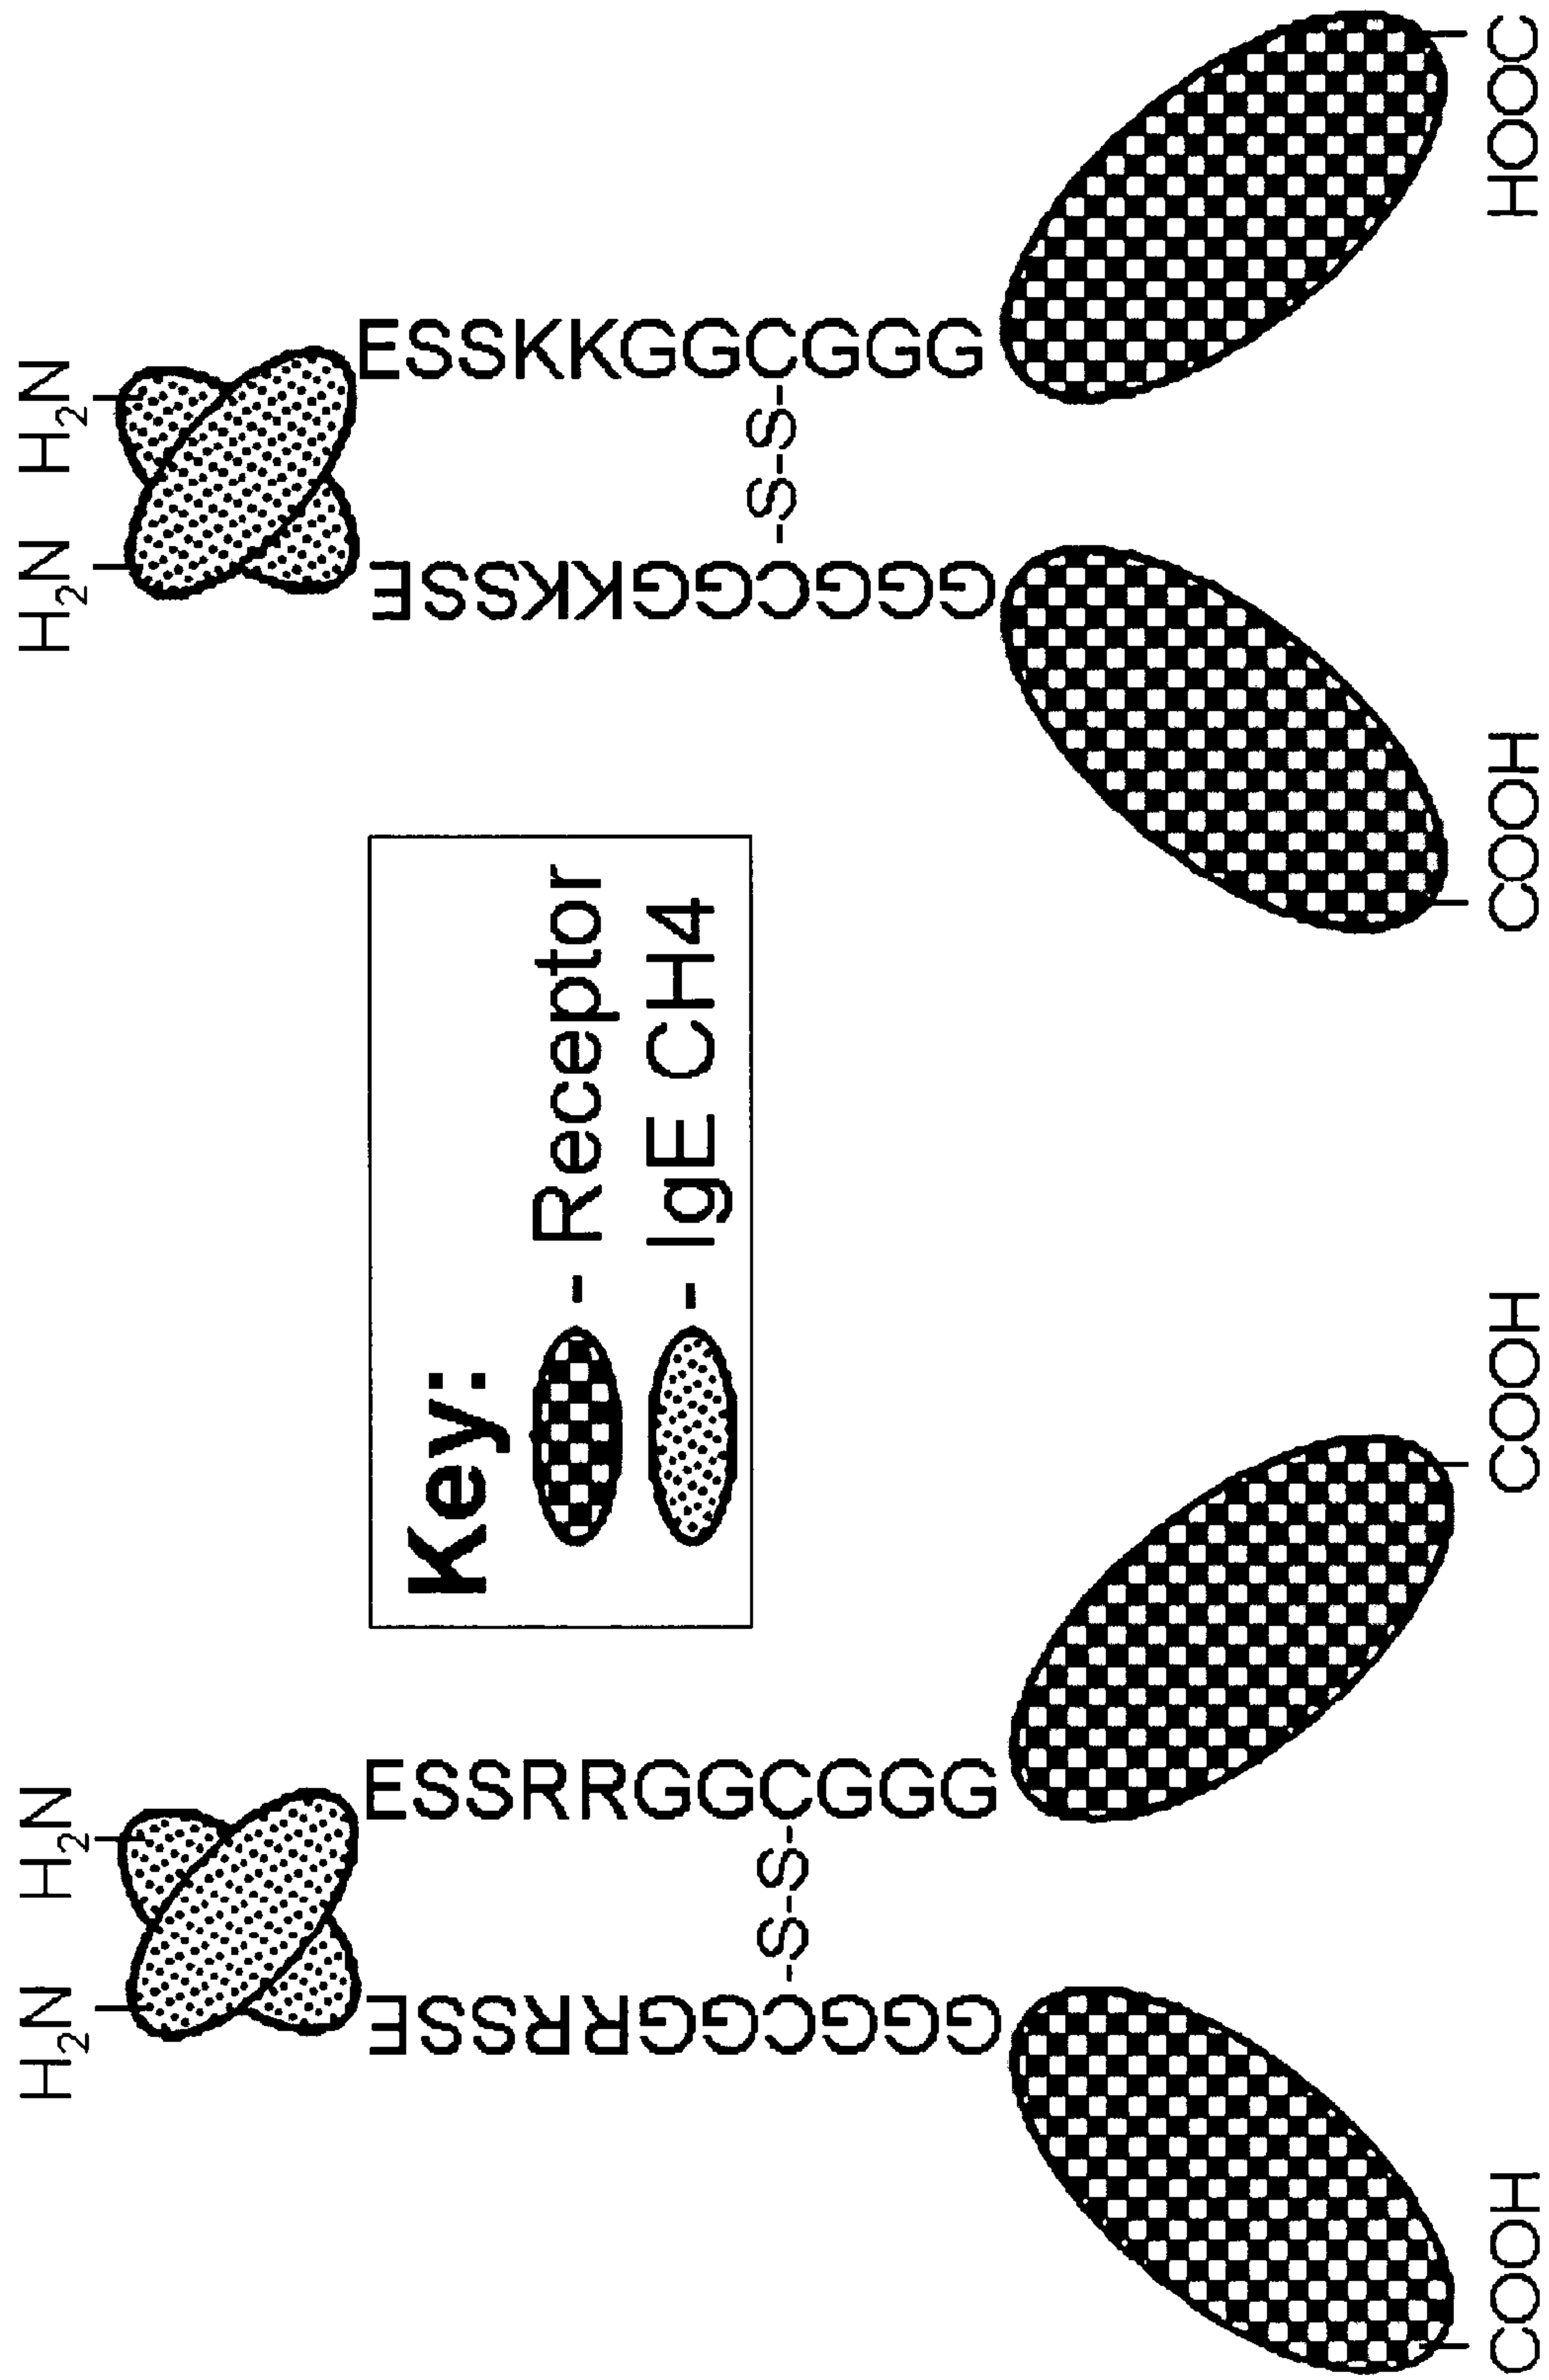 H₂N H₂N H₂N H₂N
GGGCGGRRSSE
-S-S-
ESSRRGGCGGG
Key:
- Receptor
- IgE CH4
GGGCGGKKSSE
-S-S-
ESSKKGGCGGG
COOH COOH COOH HOOC